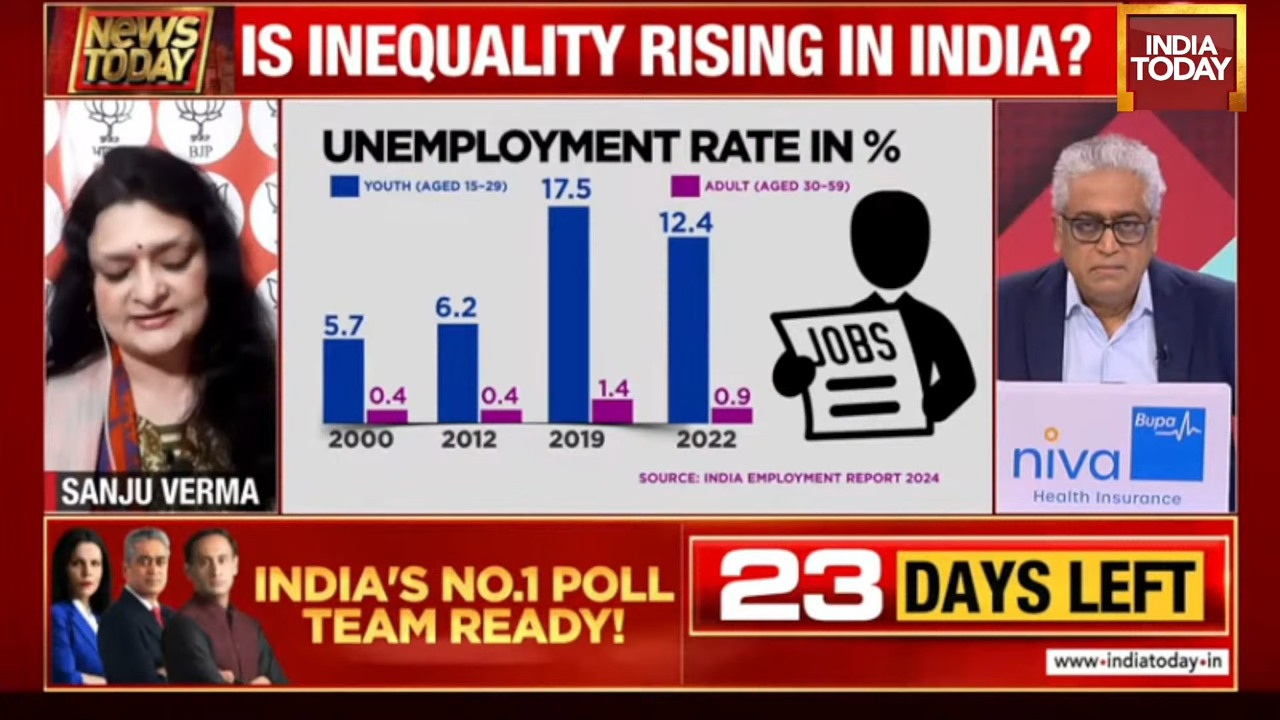 NEWS
TODAY
IS INEQUALITY RISING IN INDIA?
INDIA
TODAY
BJP
UNEMPLOYMENT RATE IN %
YOUTH (AGED 15-29)
ADULT (AGED 30-59)
17.5
12.4
6.2
5.7
0.4
0.4
1.4
0.9
2000
2012
2019
2022
JOBS
SOURCE: INDIA EMPLOYMENT REPORT 2024
SANJU VERMA
Bupa
niva
Health Insurance
INDIA'S NO.1 POLL
TEAM READY!
23
DAYS LEFT
www•indiatoday•in